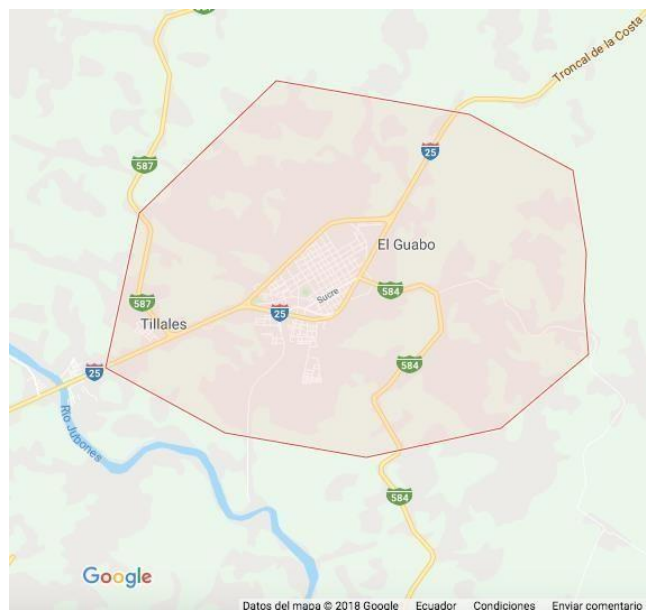 Troncal de la Costa
25
587
El Guabo
584
Sucre
587
25
Tillales
584
25
Río Jubones
584
Google
Datos del mapa © 2018 Google Ecuador Condiciones Enviar comentario